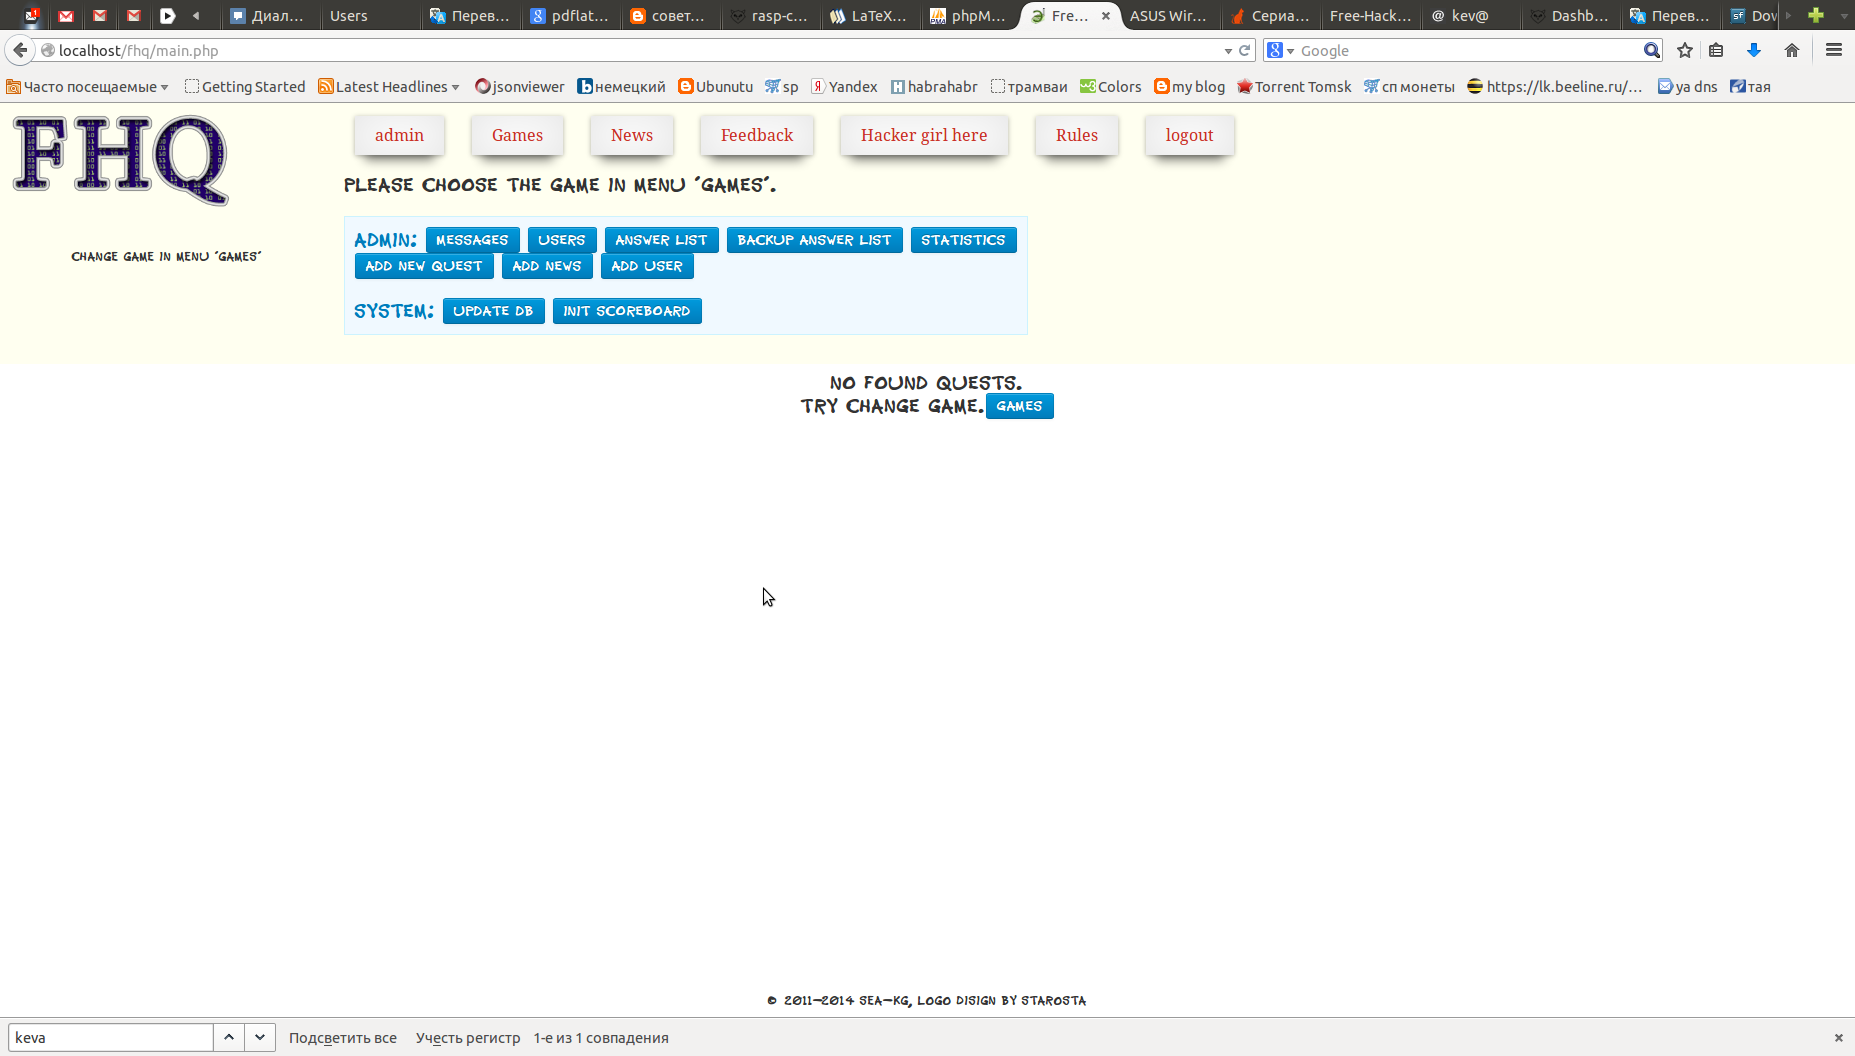 Диал...
Users
Перев...
pdflat...
совет...
rasp-c...
LaTeX...
phpM...
Fre...
ASUS Wir...
Сериа...
Free-Hack...
kev@
Dashb...
Перев...
Dow
localhost/fhq/main.php
Google
Часто посещаемые
Getting Started
Latest Headlines
jsonviewer
немецкий
Ubunutu
sp
Yandex
habrahabr
трамваи
Colors
my blog
Torrent Tomsk
сп монеты
https://lk.beeline.ru/...
ya dns
тая
FHQ
admin
Games
News
Feedback
Hacker girl here
Rules
logout
PLEASE CHOOSE THE GAME IN MENU 'GAMES'.
CHANGE GAME IN MENU 'GAMES'
ADMIN: MESSAGES USERS ANSWER LIST BACKUP ANSWER LIST STATISTICS
ADD NEW QUEST ADD NEWS ADD USER
SYSTEM: UPDATE DB INIT SCOREBOARD
NO FOUND QUESTS.
TRY CHANGE GAME. GAMES
© 2011-2014 SEA-KG, LOGO DISIGN BY STAROSTA
keva
Подсветить все
Учесть регистр
1-е из 1 совпадения